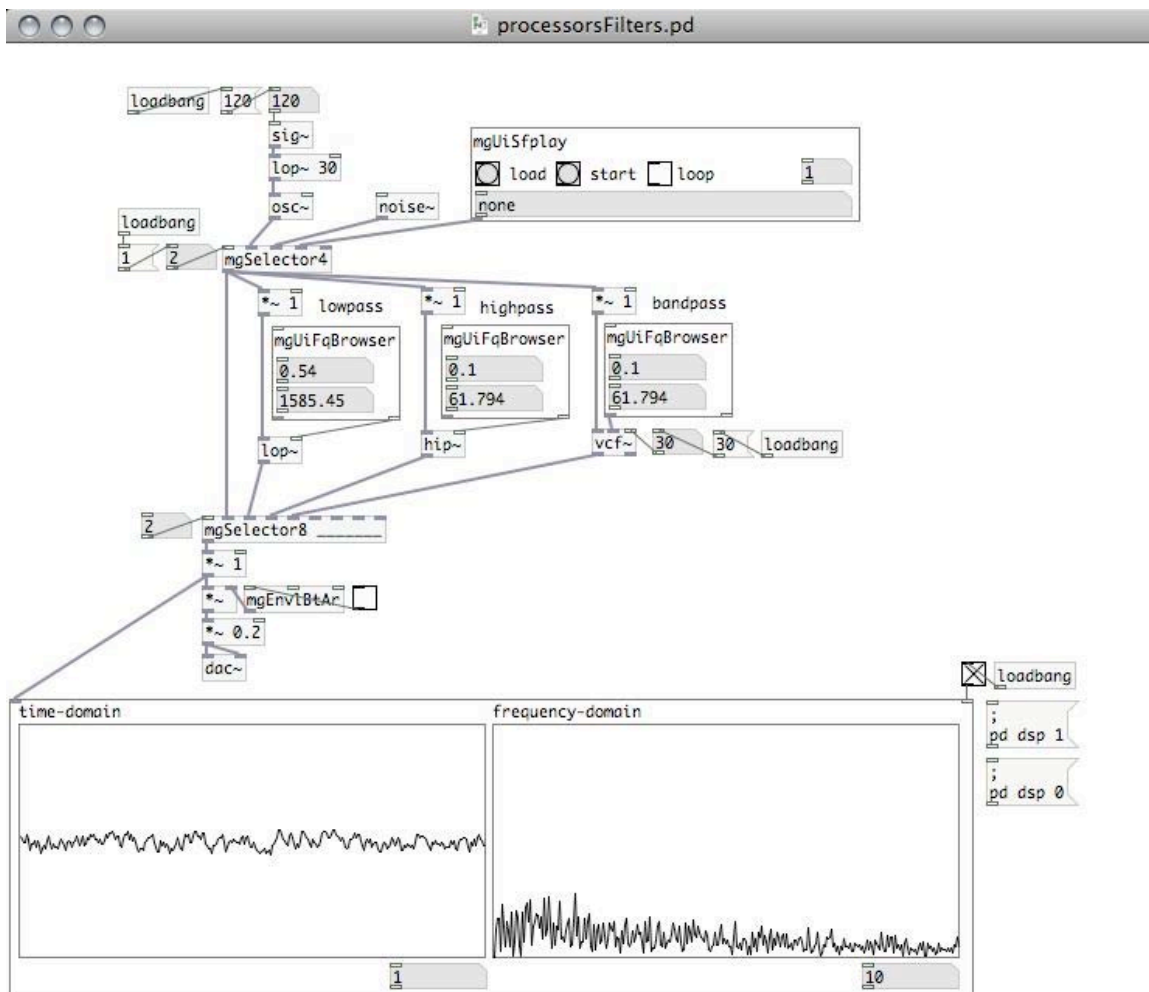 processorsFilters.pd
loadbang 120 120
sig~
mgUiSfplay
load start loop 1
lop~ 30
osc~ noise~ none
loadbang
1 2 mgSelector4
*~ 1 lowpass *~ 1 highpass *~ 1 bandpass
mgUiFqBrowser mgUiFqBrowser mgUiFqBrowser
0.54 0.1 0.1
1585.45 61.794 61.794
lop~ hip~ vcf~ 30 30 loadbang
2 mgSelector8 _______
*~ 1
*~ mgEnvlBtAr
*~ 0.2
dac~
loadbang
time-domain frequency-domain
;
pd dsp 1
;
pd dsp 0
1 10